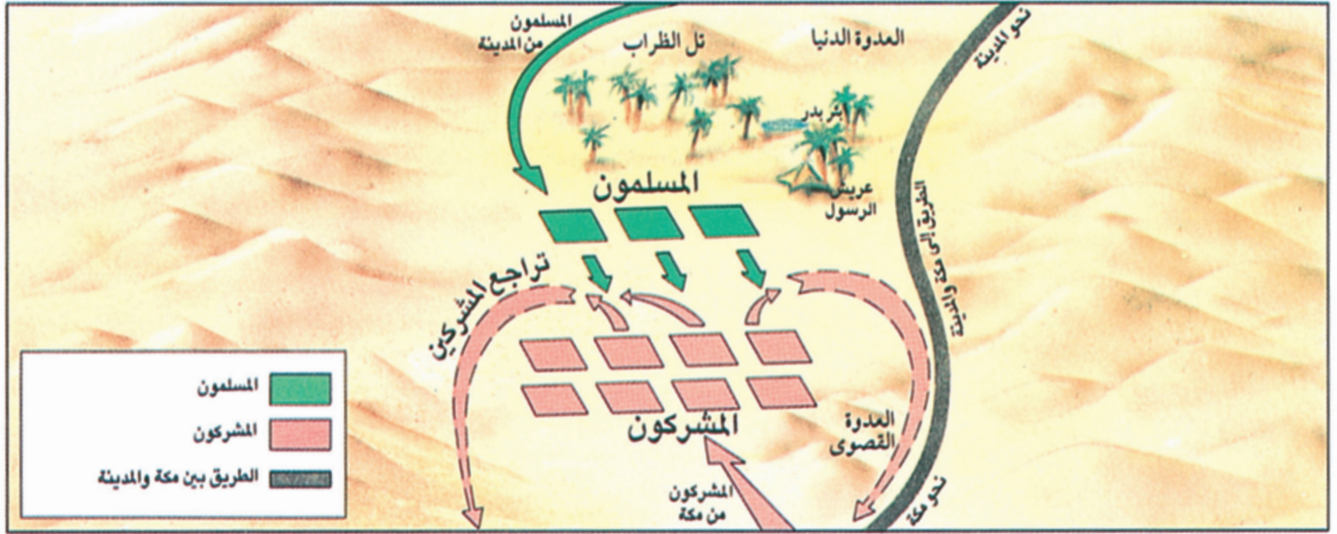 نحو المدينة
العدوة الدنيا
تل الظراب
المسلمون
من المدينة
بئر بدر
عريش
الرسول
المسلمون
الطريق إلى مكة والمدينة
تراجع المشركين
المشركون
العدوة
القصوى
المشركون
من مكة
نحو مكة
المسلمون
المشركون
الطريق بين مكة والمدينة